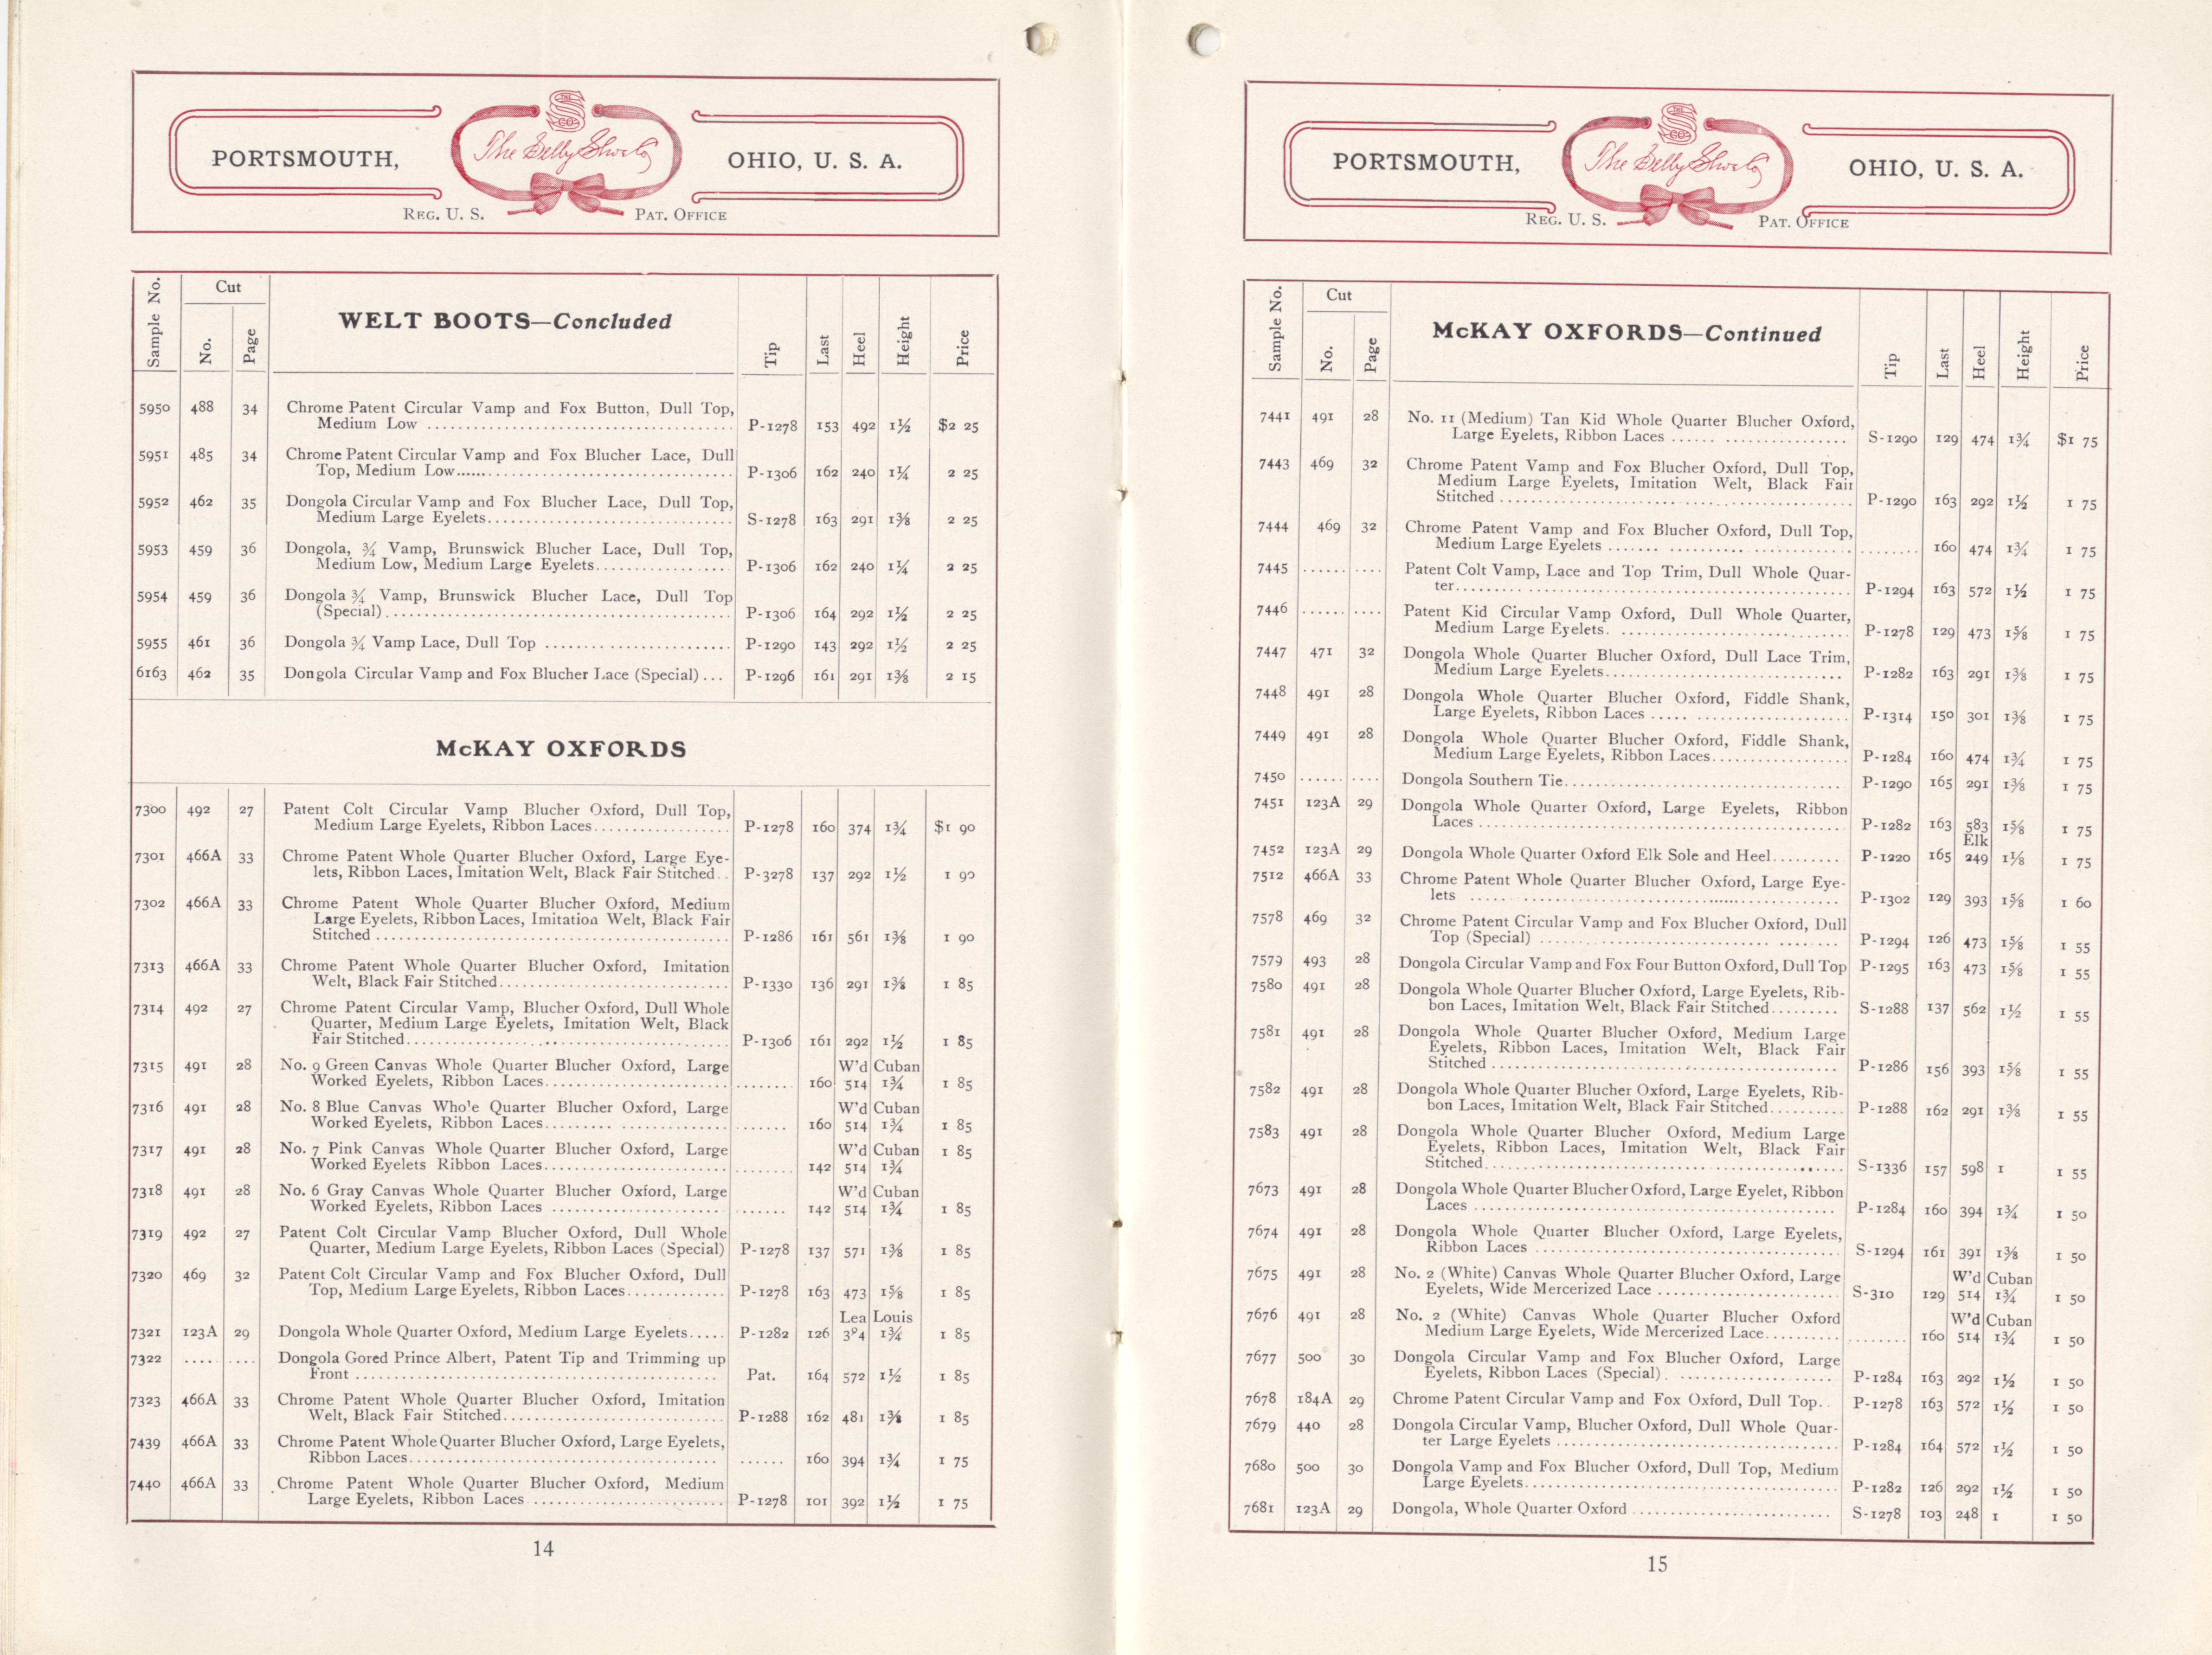 PORTSMOUTH,
THE
S
CO.
The Selby Shoe Co
OHIO, U. S. A.
REG. U. S.
PAT. OFFICE
Sample No. Cut No. Page WELT BOOTS—Concluded Tip Last Heel Height Price
5950 488 34 Chrome Patent Circular Vamp and Fox Button, Dull Top,
Medium Low P-1278 153 492 1½ $2 25
5951 485 34 Chrome Patent Circular Vamp and Fox Blucher Lace, Dull
Top, Medium Low P-1306 162 240 1¼ 2 25
5952 462 35 Dongola Circular Vamp and Fox Blucher Lace, Dull Top,
Medium Large Eyelets S-1278 163 291 1⅜ 2 25
5953 459 36 Dongola, ¾ Vamp, Brunswick Blucher Lace, Dull Top,
Medium Low, Medium Large Eyelets P-1306 162 240 1¼ 2 25
5954 459 36 Dongola ¾ Vamp, Brunswick Blucher Lace, Dull Top
(Special) P-1306 164 292 1½ 2 25
5955 461 36 Dongola ¾ Vamp Lace, Dull Top P-1290 143 292 1½ 2 25
6163 462 35 Dongola Circular Vamp and Fox Blucher Lace (Special) P-1296 161 291 1⅜ 2 15
McKAY OXFORDS
7300 492 27 Patent Colt Circular Vamp Blucher Oxford, Dull Top,
Medium Large Eyelets, Ribbon Laces P-1278 160 374 1¾ $1 90
7301 466A 33 Chrome Patent Whole Quarter Blucher Oxford, Large Eye-
lets, Ribbon Laces, Imitation Welt, Black Fair Stitched P-3278 137 292 1½ 1 90
7302 466A 33 Chrome Patent Whole Quarter Blucher Oxford, Medium
Large Eyelets, Ribbon Laces, Imitation Welt, Black Fair
Stitched P-1286 161 561 1⅜ 1 90
7313 466A 33 Chrome Patent Whole Quarter Blucher Oxford, Imitation
Welt, Black Fair Stitched P-1330 136 291 1⅜ 1 85
7314 492 27 Chrome Patent Circular Vamp, Blucher Oxford, Dull Whole
Quarter, Medium Large Eyelets, Imitation Welt, Black
Fair Stitched P-1306 161 292 1½ 1 85
7315 491 28 No. 9 Green Canvas Whole Quarter Blucher Oxford, Large W'd Cuban
Worked Eyelets, Ribbon Laces 160 514 1¾ 1 85
7316 491 28 No. 8 Blue Canvas Who'e Quarter Blucher Oxford, Large W'd Cuban
Worked Eyelets, Ribbon Laces 160 514 1¾ 1 85
7317 491 28 No. 7 Pink Canvas Whole Quarter Blucher Oxford, Large W'd Cuban 1 85
Worked Eyelets Ribbon Laces 142 514 1¾
7318 491 28 No. 6 Gray Canvas Whole Quarter Blucher Oxford, Large W'd Cuban
Worked Eyelets, Ribbon Laces 142 514 1¾ 1 85
7319 492 27 Patent Colt Circular Vamp Blucher Oxford, Dull Whole
Quarter, Medium Large Eyelets, Ribbon Laces (Special) P-1278 137 571 1⅜ 1 85
7320 469 32 Patent Colt Circular Vamp and Fox Blucher Oxford, Dull
Top, Medium Large Eyelets, Ribbon Laces P-1278 163 473 1⅝ 1 85
Lea Louis
7321 123A 29 Dongola Whole Quarter Oxford, Medium Large Eyelets P-1282 126 384 1¾ 1 85
7322 Dongola Gored Prince Albert, Patent Tip and Trimming up
Front Pat. 164 572 1½ 1 85
7323 466A 33 Chrome Patent Whole Quarter Blucher Oxford, Imitation
Welt, Black Fair Stitched P-1288 162 481 1⅜ 1 85
7439 466A 33 Chrome Patent Whole Quarter Blucher Oxford, Large Eyelets,
Ribbon Laces 160 394 1¾ 1 75
7440 466A 33 Chrome Patent Whole Quarter Blucher Oxford, Medium
Large Eyelets, Ribbon Laces P-1278 101 392 1½ 1 75
14
PORTSMOUTH,
THE
S
CO.
The Selby Shoe Co
OHIO, U. S. A.
REG. U. S.
PAT. OFFICE
Sample No. Cut No. Page McKAY OXFORDS—Continued Tip Last Heel Height Price
7441 491 28 No. 11 (Medium) Tan Kid Whole Quarter Blucher Oxford,
Large Eyelets, Ribbon Laces S-1290 129 474 1¾ $1 75
7443 469 32 Chrome Patent Vamp and Fox Blucher Oxford, Dull Top,
Medium Large Eyelets, Imitation Welt, Black Fair
Stitched P-1290 163 292 1½ 1 75
7444 469 32 Chrome Patent Vamp and Fox Blucher Oxford, Dull Top,
Medium Large Eyelets 160 474 1¾ 1 75
7445 Patent Colt Vamp, Lace and Top Trim, Dull Whole Quar-
ter P-1294 163 572 1½ 1 75
7446 Patent Kid Circular Vamp Oxford, Dull Whole Quarter,
Medium Large Eyelets P-1278 129 473 1⅝ 1 75
7447 471 32 Dongola Whole Quarter Blucher Oxford, Dull Lace Trim,
Medium Large Eyelets P-1282 163 291 1⅜ 1 75
7448 491 28 Dongola Whole Quarter Blucher Oxford, Fiddle Shank,
Large Eyelets, Ribbon Laces P-1314 150 301 1⅜ 1 75
7449 491 28 Dongola Whole Quarter Blucher Oxford, Fiddle Shank,
Medium Large Eyelets, Ribbon Laces P-1284 160 474 1¾ 1 75
7450 Dongola Southern Tie P-1290 165 291 1⅜ 1 75
7451 123A 29 Dongola Whole Quarter Oxford, Large Eyelets, Ribbon
Laces P-1282 163 583 1⅝ 1 75
Elk
7452 123A 29 Dongola Whole Quarter Oxford Elk Sole and Heel P-1220 165 249 1⅛ 1 75
7512 466A 33 Chrome Patent Whole Quarter Blucher Oxford, Large Eye-
lets P-1302 129 393 1⅝ 1 60
7578 469 32 Chrome Patent Circular Vamp and Fox Blucher Oxford, Dull
Top (Special) P-1294 126 473 1⅝ 1 55
7579 493 28 Dongola Circular Vamp and Fox Four Button Oxford, Dull Top P-1295 163 473 1⅝ 1 55
7580 491 28 Dongola Whole Quarter Blucher Oxford, Large Eyelets, Rib-
bon Laces, Imitation Welt, Black Fair Stitched S-1288 137 562 1½ 1 55
7581 491 28 Dongola Whole Quarter Blucher Oxford, Medium Large
Eyelets, Ribbon Laces, Imitation Welt, Black Fair
Stitched P-1286 156 393 1⅝ 1 55
7582 491 28 Dongola Whole Quarter Blucher Oxford, Large Eyelets, Rib-
bon Laces, Imitation Welt, Black Fair Stitched P-1288 162 291 1⅜ 1 55
7583 491 28 Dongola Whole Quarter Blucher Oxford, Medium Large
Eyelets, Ribbon Laces, Imitation Welt, Black Fair
Stitched S-1336 157 598 1 1 55
7673 491 28 Dongola Whole Quarter Blucher Oxford, Large Eyelet, Ribbon
Laces P-1284 160 394 1¾ 1 50
7674 491 28 Dongola Whole Quarter Blucher Oxford, Large Eyelets,
Ribbon Laces S-1294 161 391 1⅜ 1 50
7675 491 28 No. 2 (White) Canvas Whole Quarter Blucher Oxford, Large W'd Cuban
Eyelets, Wide Mercerized Lace S-310 129 514 1¾ 1 50
7676 491 28 No. 2 (White) Canvas Whole Quarter Blucher Oxford W'd Cuban
Medium Large Eyelets, Wide Mercerized Lace 160 514 1¾ 1 50
7677 500 30 Dongola Circular Vamp and Fox Blucher Oxford, Large
Eyelets, Ribbon Laces (Special) P-1284 163 292 1½ 1 50
7678 184A 29 Chrome Patent Circular Vamp and Fox Oxford, Dull Top P-1278 163 572 1½ 1 50
7679 440 28 Dongola Circular Vamp, Blucher Oxford, Dull Whole Quar-
ter Large Eyelets P-1284 164 572 1½ 1 50
7680 500 30 Dongola Vamp and Fox Blucher Oxford, Dull Top, Medium
Large Eyelets P-1282 126 292 1½ 1 50
7681 123A 29 Dongola, Whole Quarter Oxford S-1278 103 248 1 1 50
15